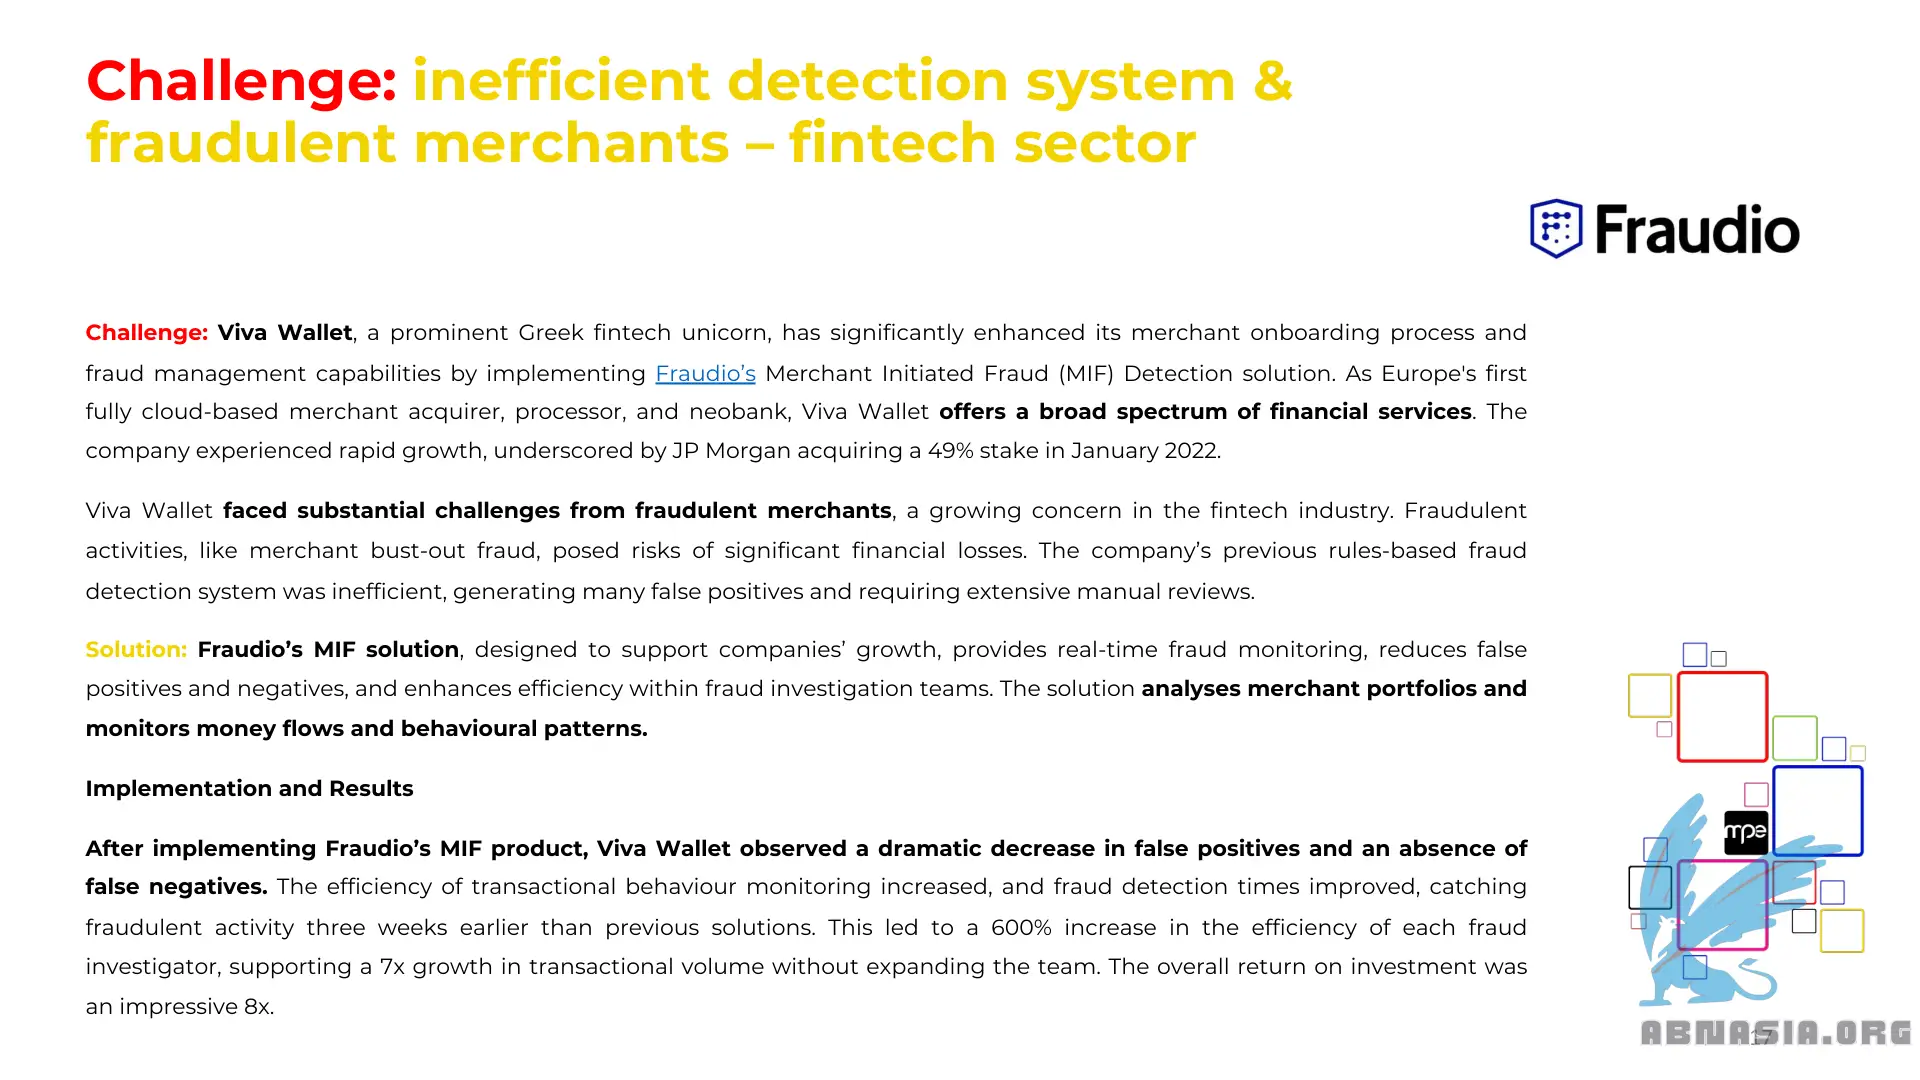 Challenge: inefficient detection system &
fraudulent merchants – fintech sector
Fraudio
Challenge: Viva Wallet, a prominent Greek fintech unicorn, has significantly enhanced its merchant onboarding process and
fraud management capabilities by implementing Fraudio’s Merchant Initiated Fraud (MIF) Detection solution. As Europe's first
fully cloud-based merchant acquirer, processor, and neobank, Viva Wallet offers a broad spectrum of financial services. The
company experienced rapid growth, underscored by JP Morgan acquiring a 49% stake in January 2022.
Viva Wallet faced substantial challenges from fraudulent merchants, a growing concern in the fintech industry. Fraudulent
activities, like merchant bust-out fraud, posed risks of significant financial losses. The company’s previous rules-based fraud
detection system was inefficient, generating many false positives and requiring extensive manual reviews.
Solution: Fraudio’s MIF solution, designed to support companies’ growth, provides real-time fraud monitoring, reduces false
positives and negatives, and enhances efficiency within fraud investigation teams. The solution analyses merchant portfolios and
monitors money flows and behavioural patterns.
Implementation and Results
After implementing Fraudio’s MIF product, Viva Wallet observed a dramatic decrease in false positives and an absence of
false negatives. The efficiency of transactional behaviour monitoring increased, and fraud detection times improved, catching
fraudulent activity three weeks earlier than previous solutions. This led to a 600% increase in the efficiency of each fraud
investigator, supporting a 7x growth in transactional volume without expanding the team. The overall return on investment was
an impressive 8x.
mpe
ABNASIA.ORG
17